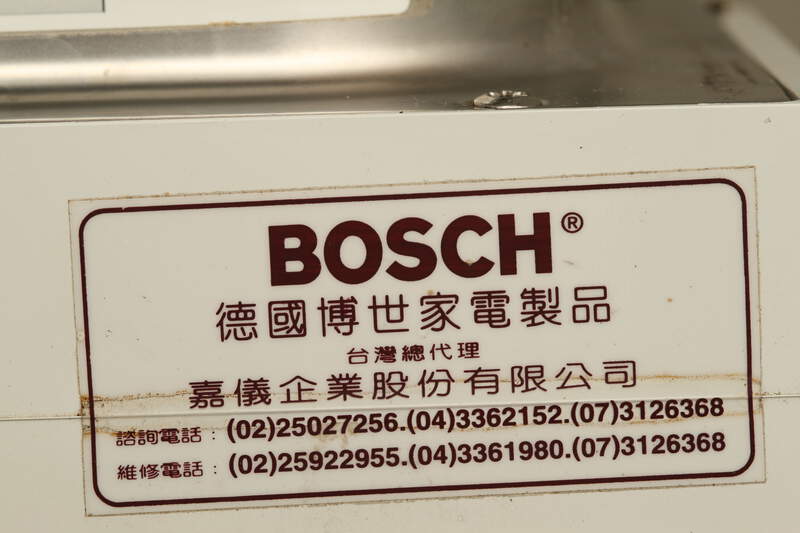 BOSCH®
德國博世家電製品
台灣總代理
嘉儀企業股份有限公司
諮詢電話：(02)25027256.(04)3362152.(07)3126368
維修電話：(02)25922955.(04)3361980.(07)3126368